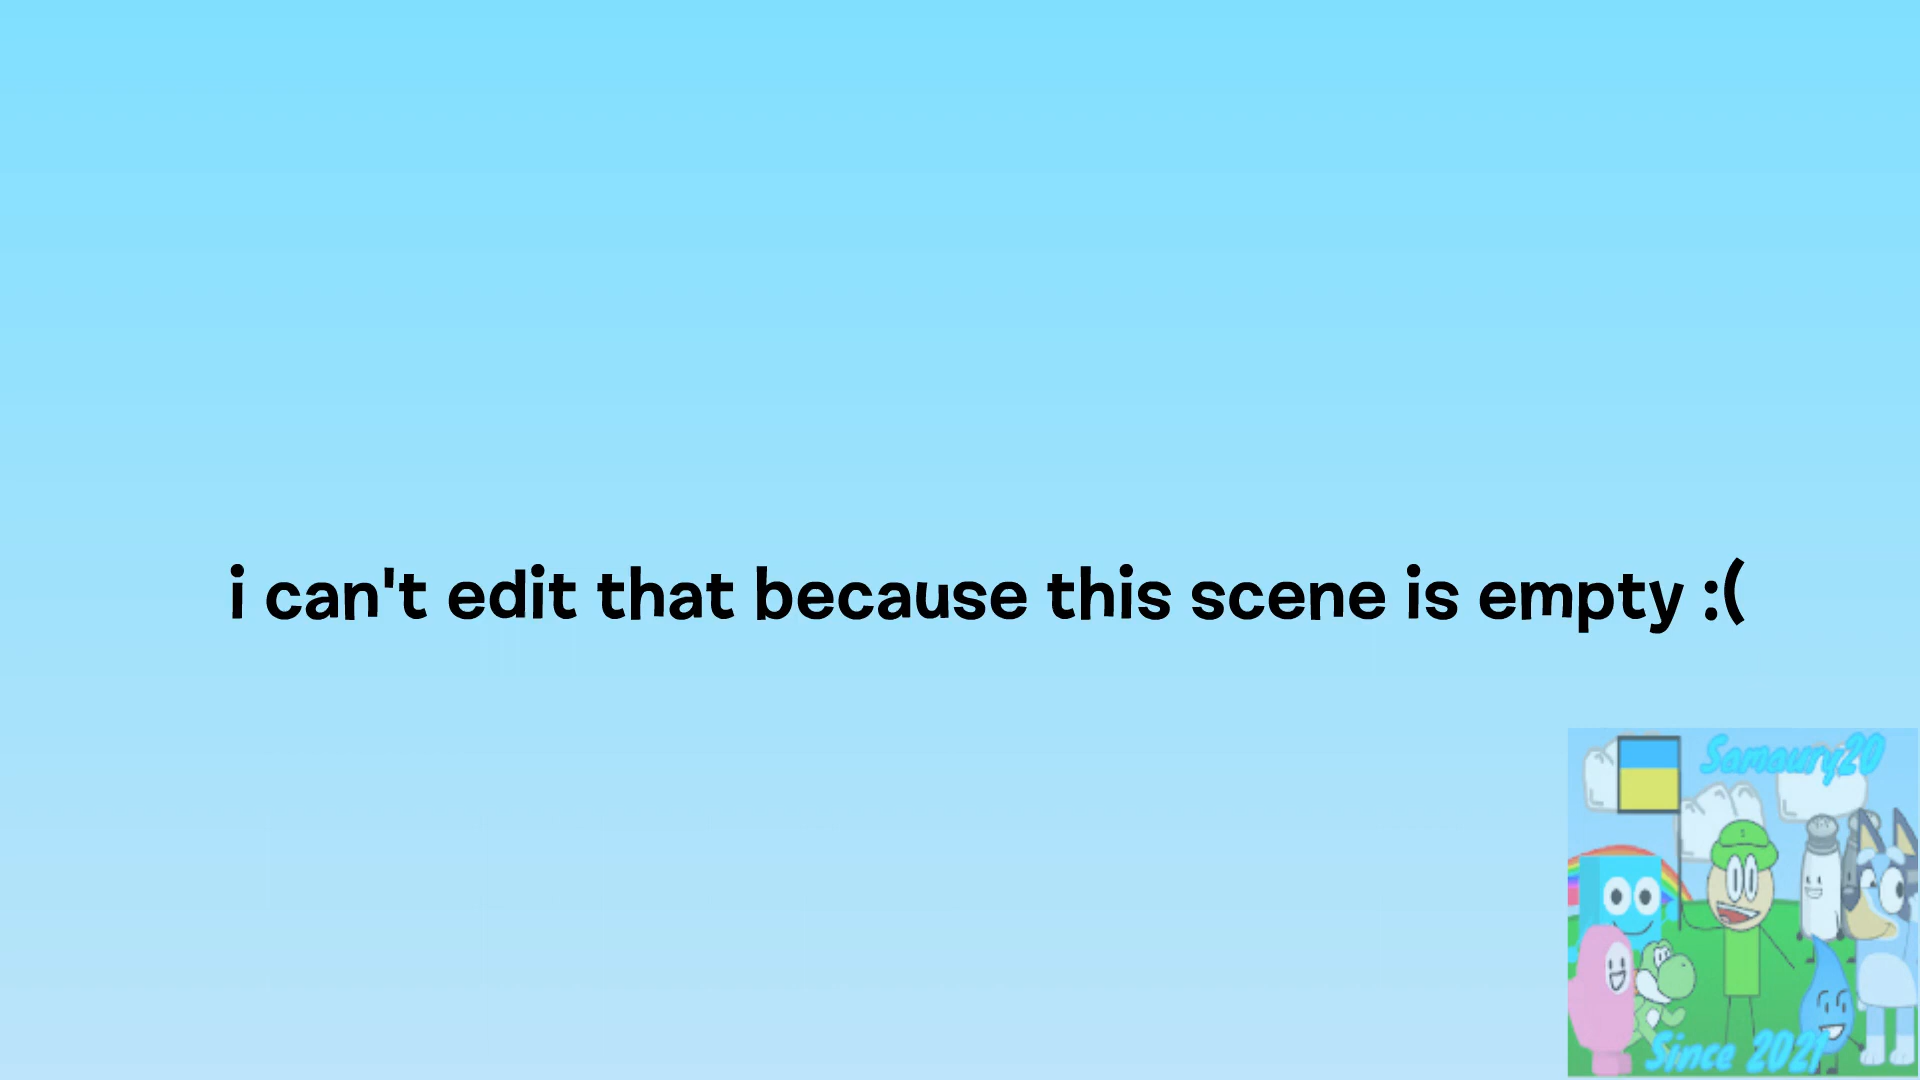 i can't edit that because this scene is empty :(
Samoury20
Since 2021